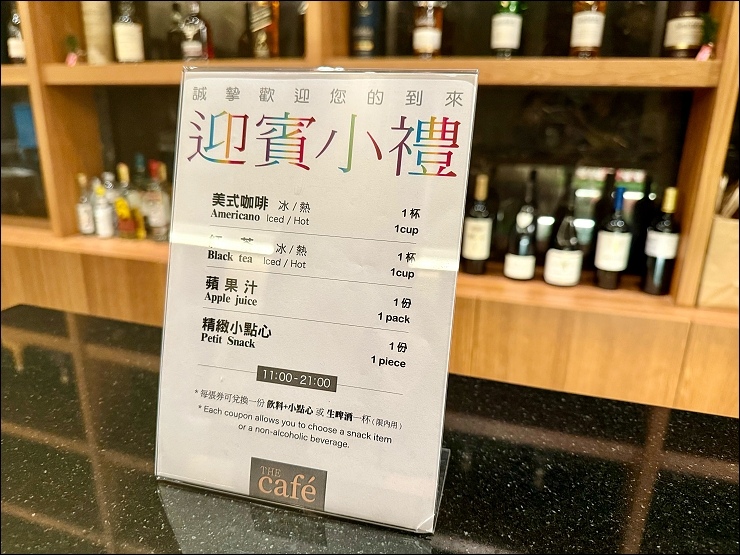 誠摯歡迎您的到來
迎賓小禮
美式咖啡 冰/熱 1杯
Americano Iced / Hot 1cup
茶 冰/熱 1杯
Black tea Iced / Hot 1cup
蘋果汁 1份
Apple juice 1 pack
精緻小點心 1份
Petit Snack 1 piece
11:00-21:00
*每張券可兌換一份 飲料+小點心 或 生啤酒一杯(限內用)
* Each coupon allows you to choose a snack item
or a non-alcoholic beverage.
THE
café